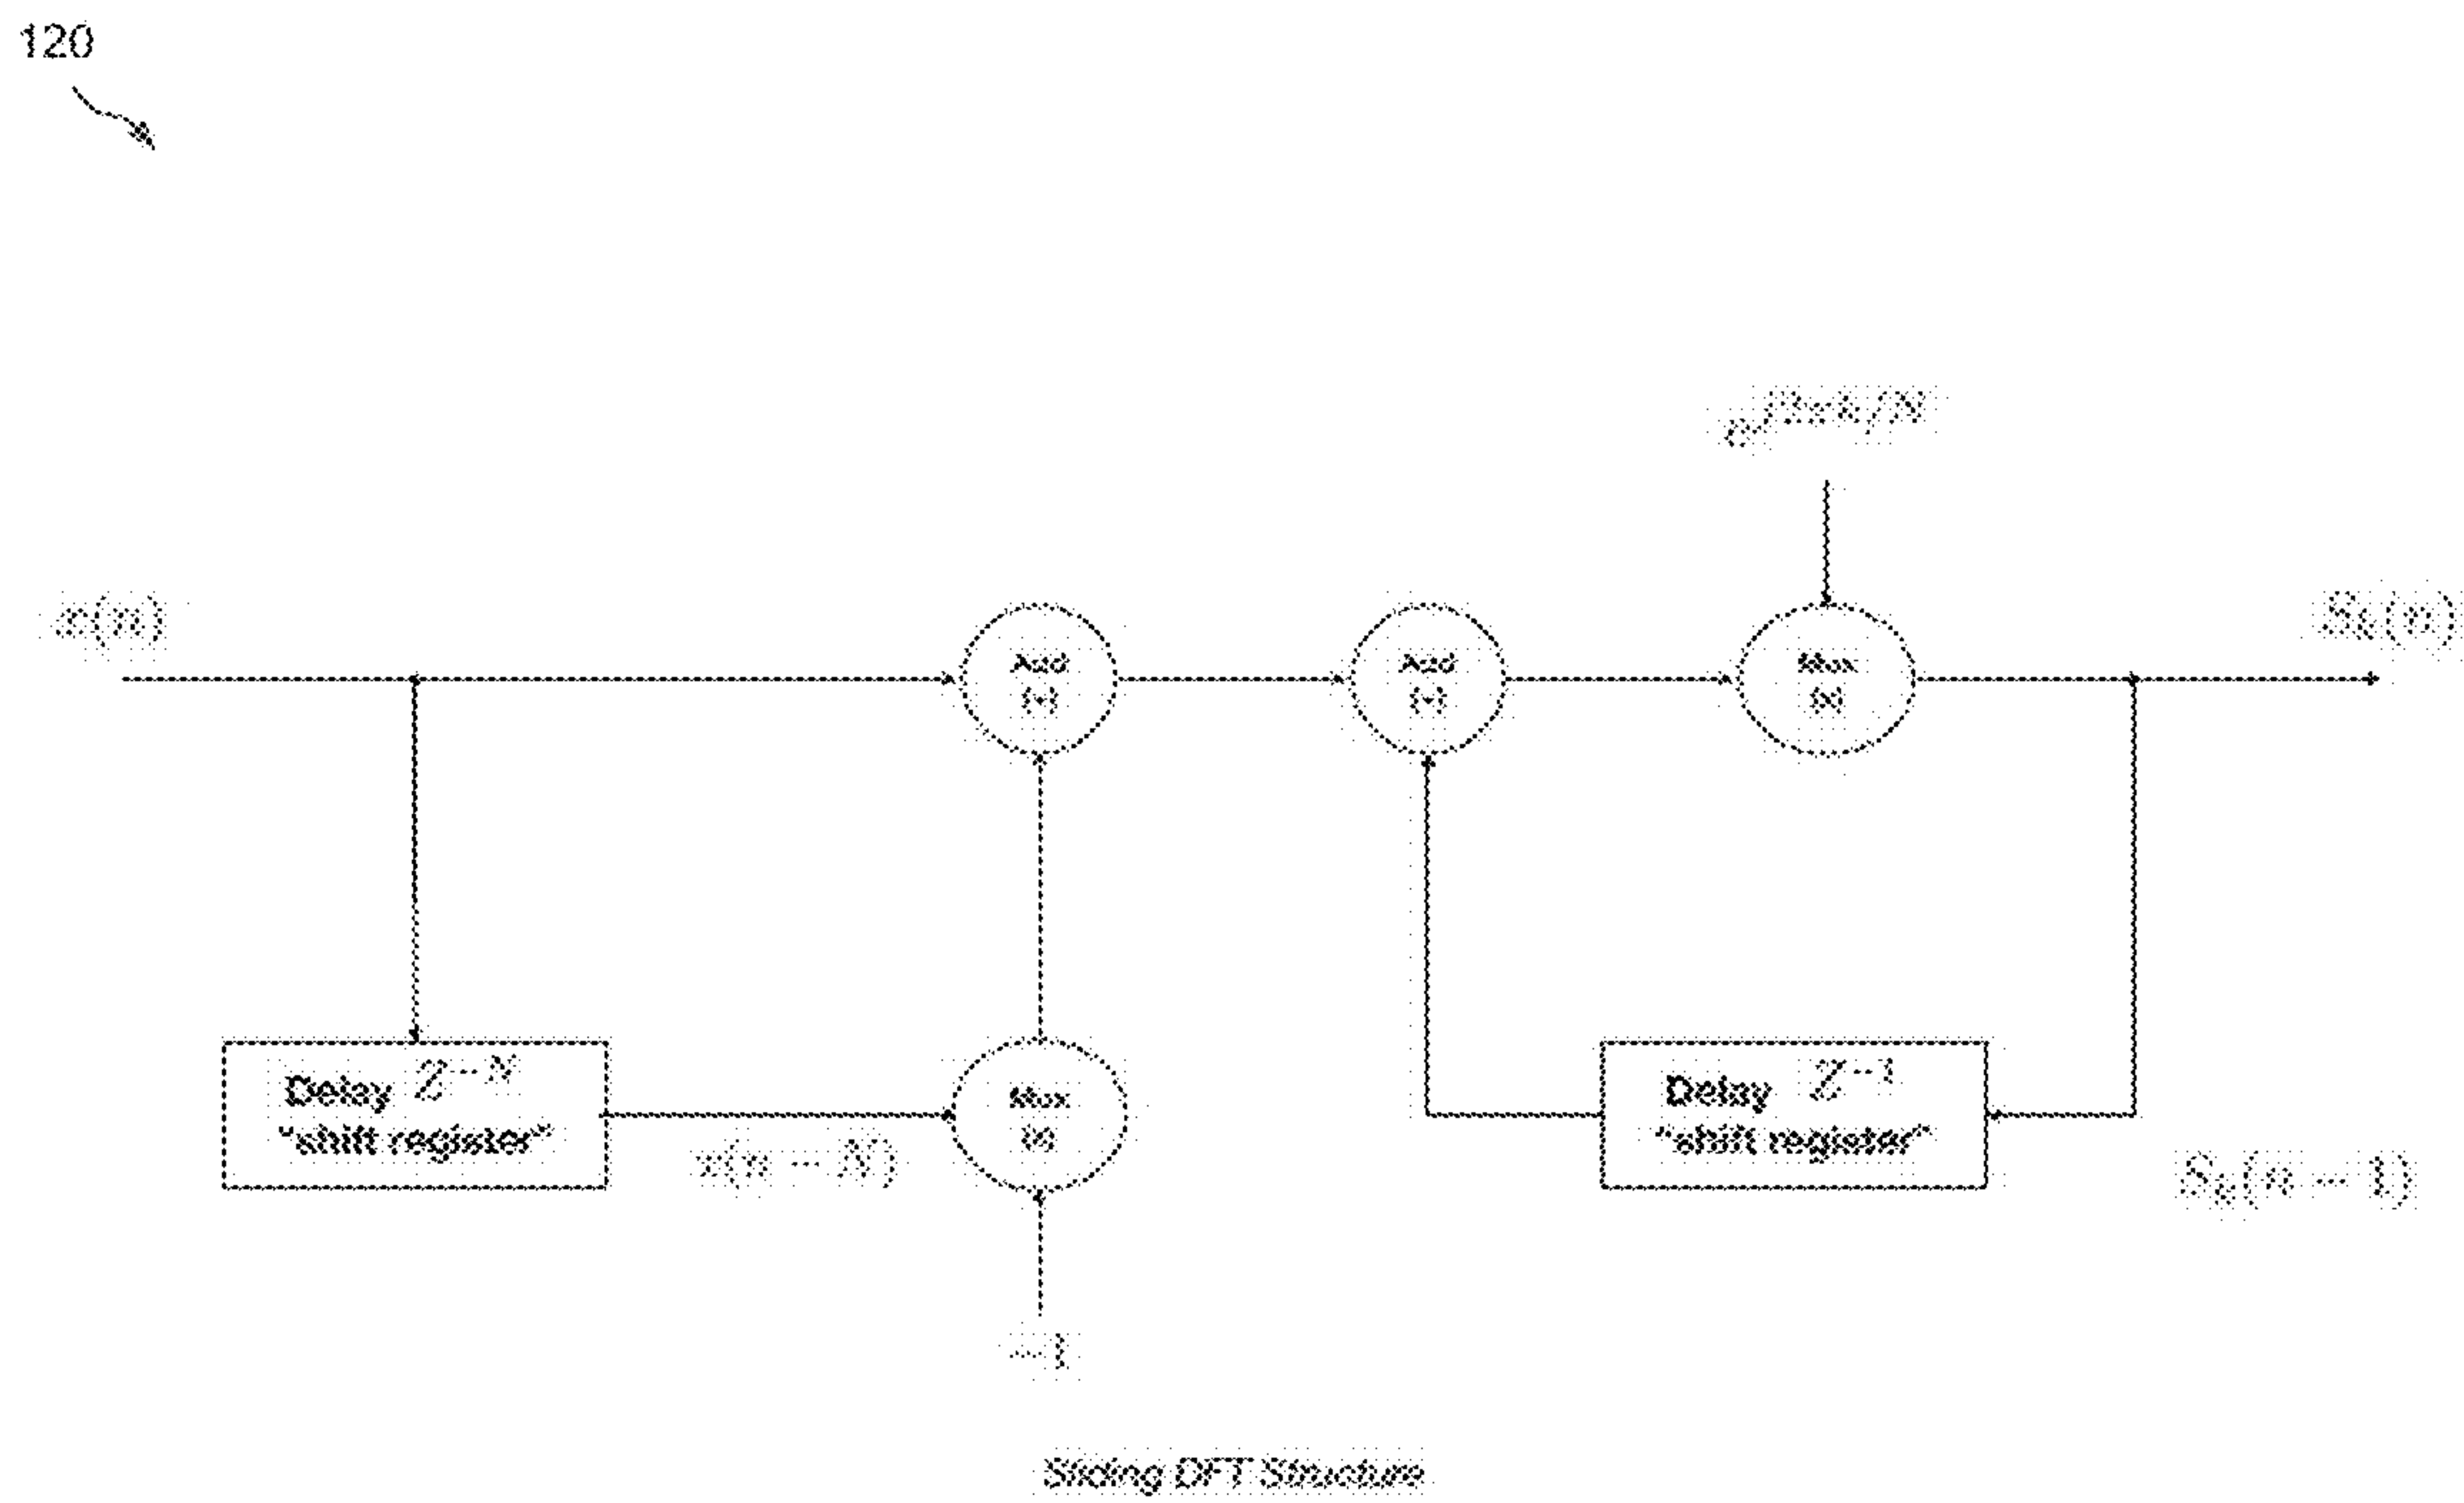 120
e^{j2πk/N}
x(n)
S_k(n)
Add
(+)
Add
(+)
Mux
(x)
Delay Z^{-N}
"shift register"
x(n − N)
Mux
(x)
Delay Z^{-1}
"shift register"
S_k(n − 1)
−1
Sliding DFT Structure